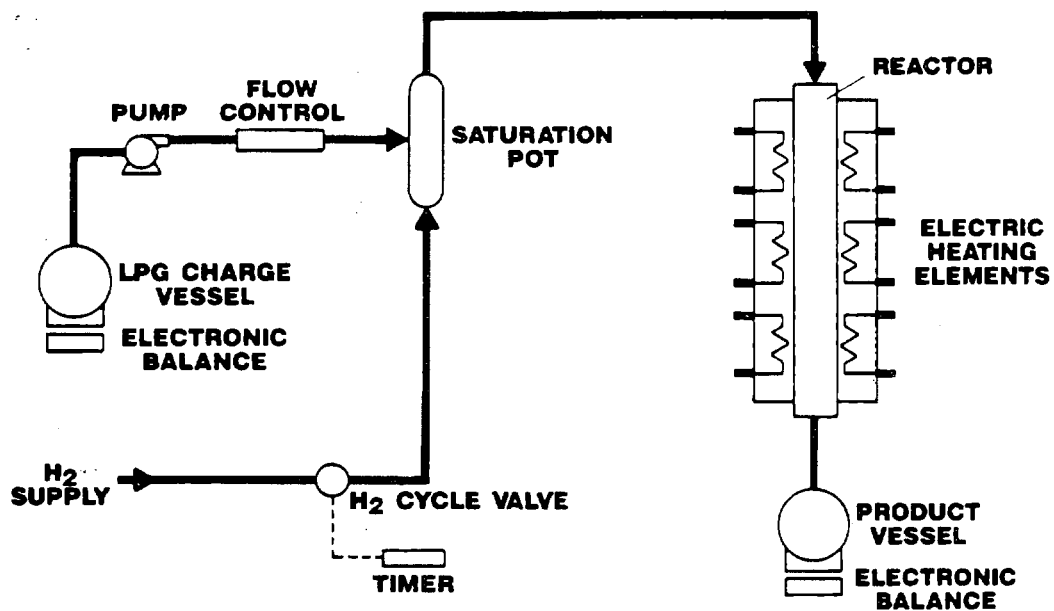 PUMP
FLOW
CONTROL
SATURATION
POT
REACTOR
LPG CHARGE
VESSEL
ELECTRONIC
BALANCE
ELECTRIC
HEATING
ELEMENTS
H2
SUPPLY
H2 CYCLE VALVE
TIMER
PRODUCT
VESSEL
ELECTRONIC
BALANCE